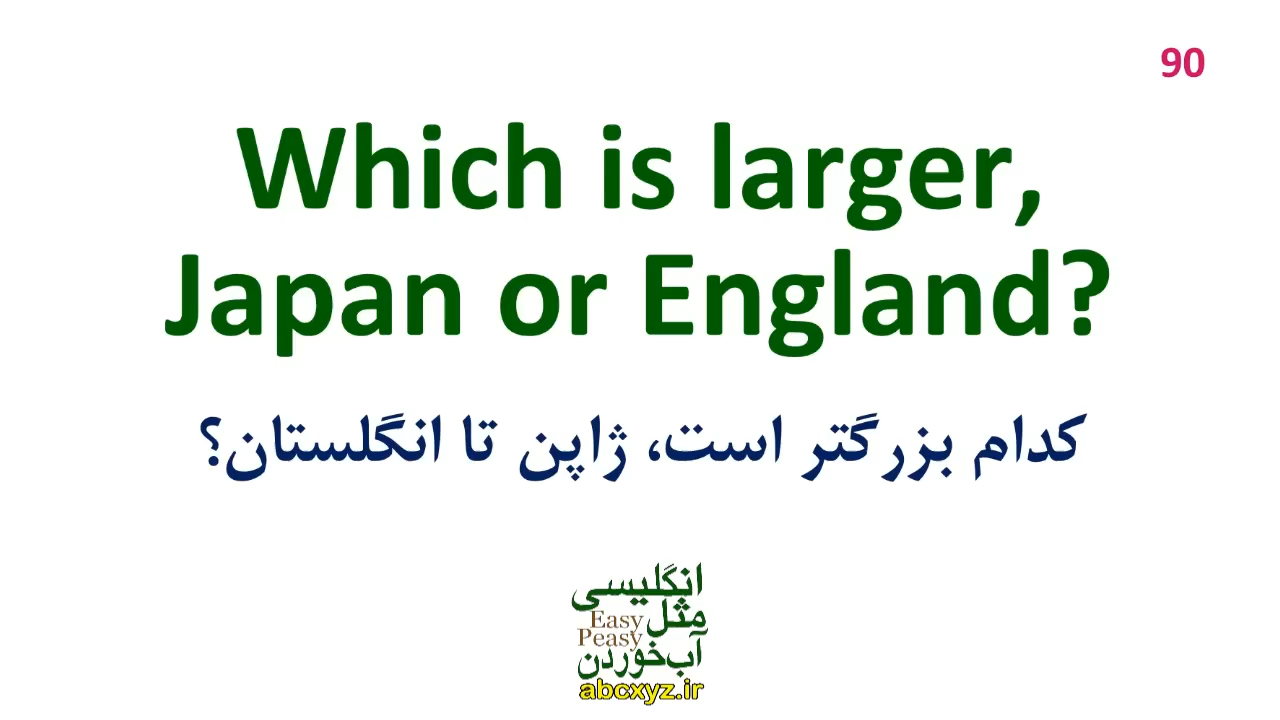 90
Which is larger,
Japan or England?
کدام بزرگتر است، ژاپن تا انگلستان؟
انگلیسی
مثل
Easy
Peasy
آب‌خوردن
abcxyz.ir